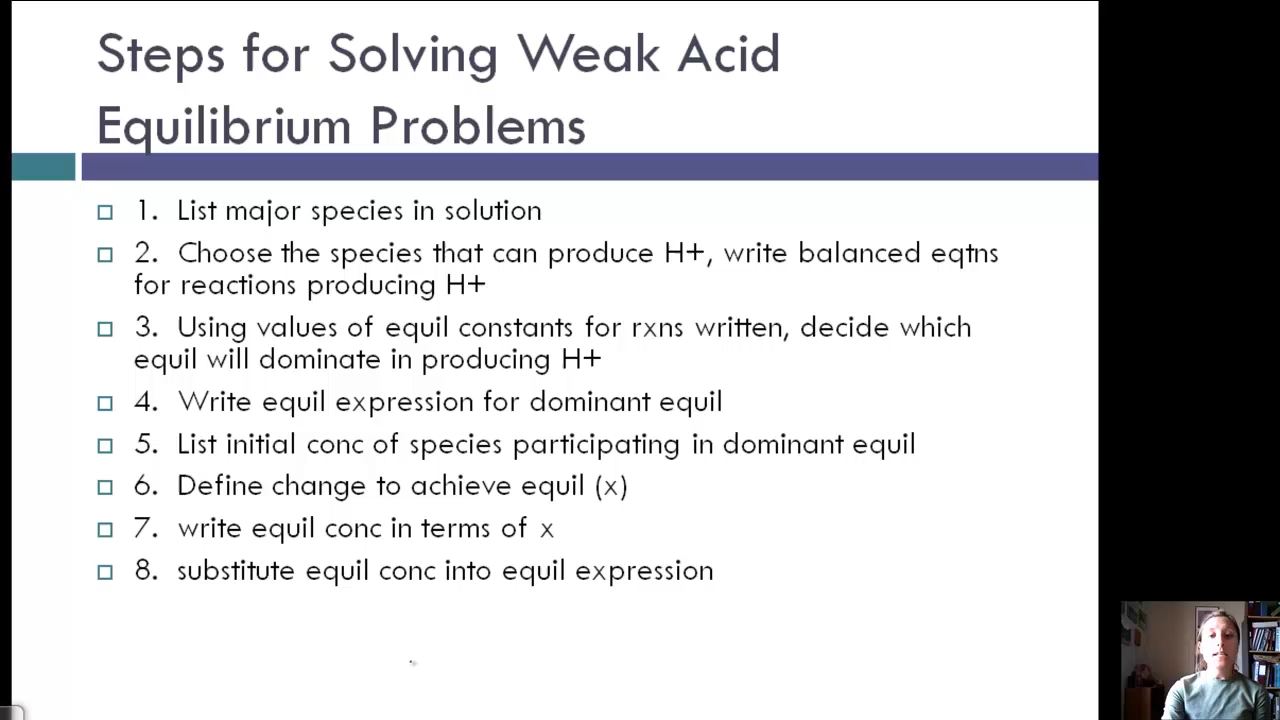 Steps for Solving Weak Acid
Equilibrium Problems
1. List major species in solution
2. Choose the species that can produce H+, write balanced eqtns
for reactions producing H+
3. Using values of equil constants for rxns written, decide which
equil will dominate in producing H+
4. Write equil expression for dominant equil
5. List initial conc of species participating in dominant equil
6. Define change to achieve equil (x)
7. write equil conc in terms of x
8. substitute equil conc into equil expression